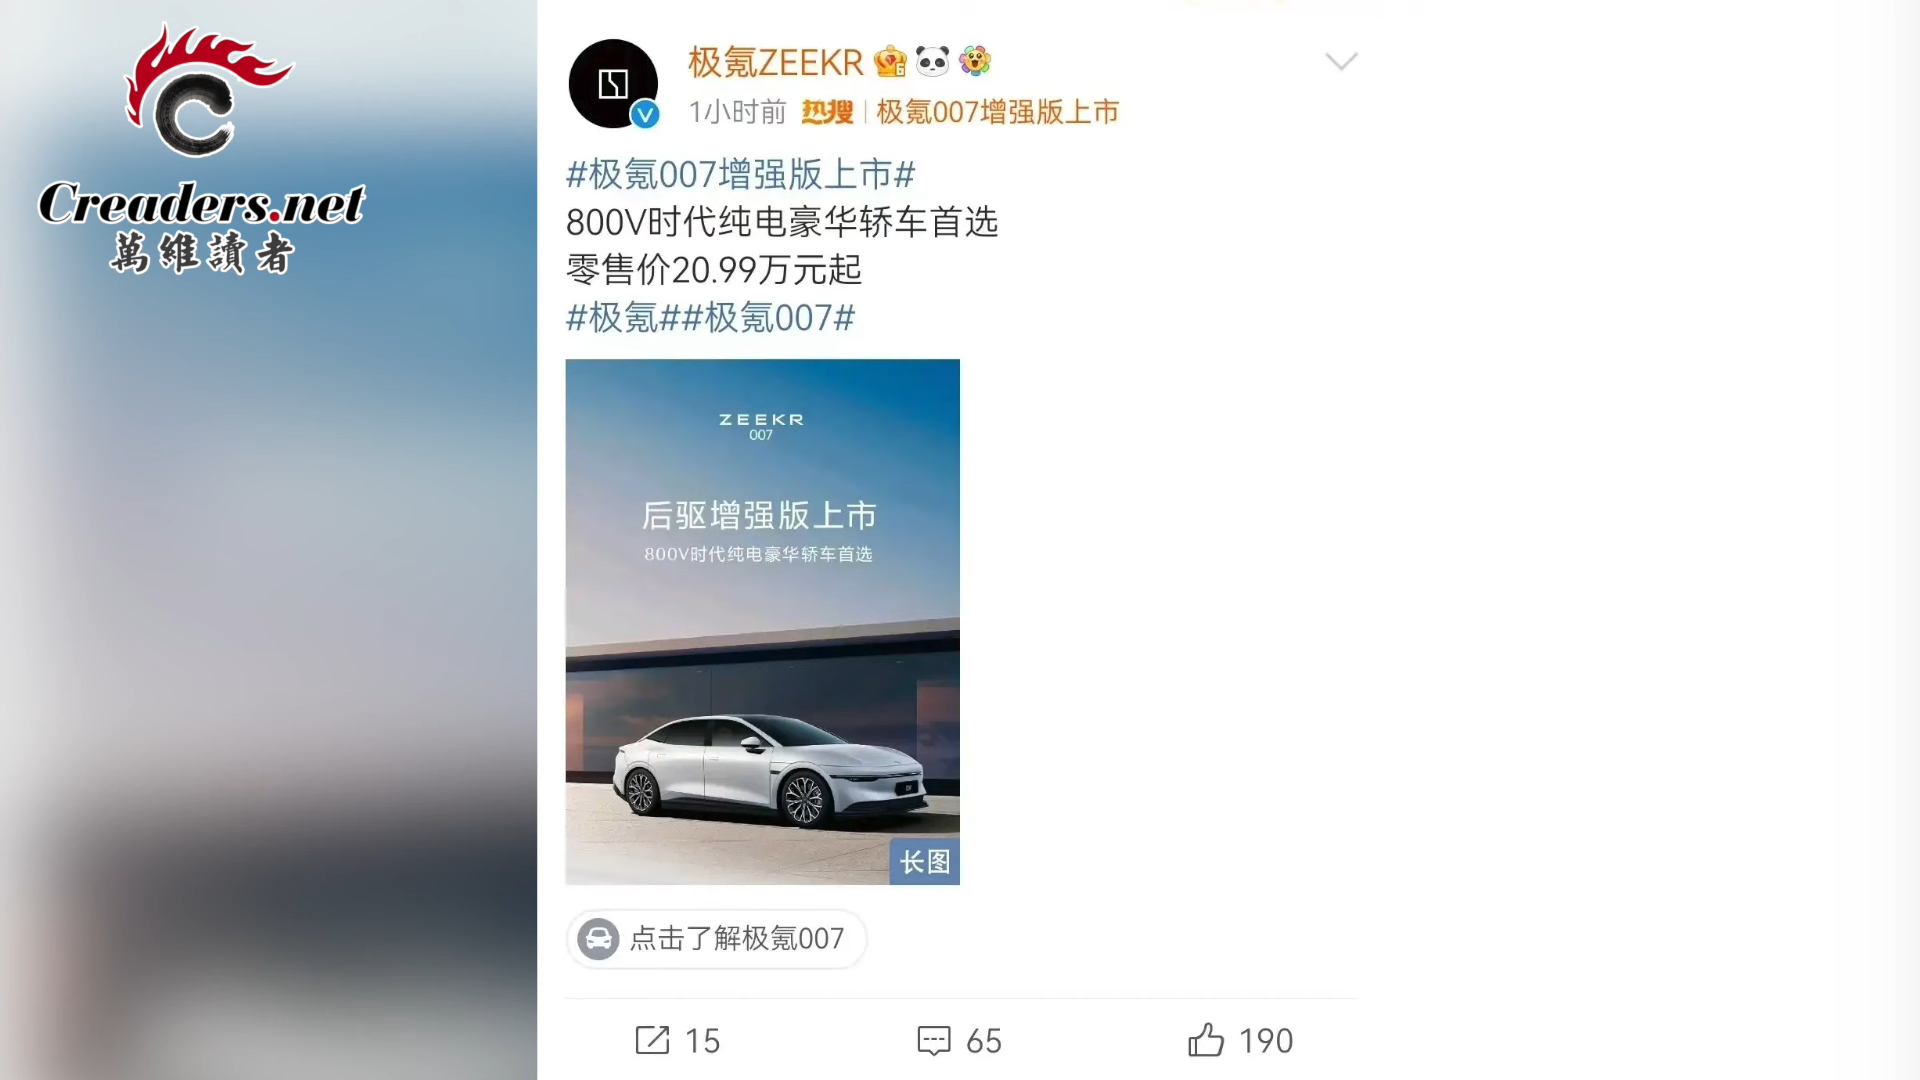 Creaders.net
萬維讀者
极氪ZEEKR
1小时前 热搜 | 极氪007增强版上市
#极氪007增强版上市#
800V时代纯电豪华轿车首选
零售价20.99万元起
#极氪##极氪007#
ZEEKR
007
后驱增强版上市
800V时代纯电豪华轿车首选
长图
点击了解极氪007
15 65 190